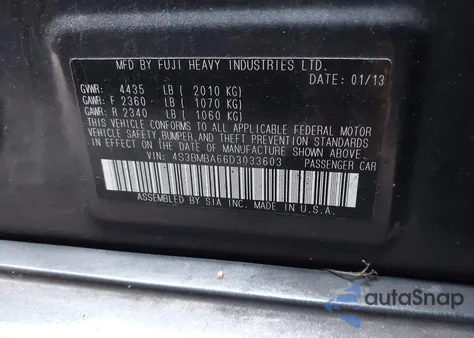 MFD BY FUJI HEAVY INDUSTRIES LTD.
DATE: 01/13
GVWR: 4435 LB ( 2010 KG)
GAWR: F 2360 LB ( 1070 KG)
GAWR: R 2340 LB ( 1060 KG)
THIS VEHICLE CONFORMS TO ALL APPLICABLE FEDERAL MOTOR
VEHICLE SAFETY, BUMPER, AND THEFT PREVENTION STANDARDS
IN EFFECT ON THE DATE OF MANUFACTURE SHOWN ABOVE.
VIN: 4S3BMBA66D3033603 PASSENGER CAR
ASSEMBLED BY SIA INC. MADE IN U.S.A.
autaSnap